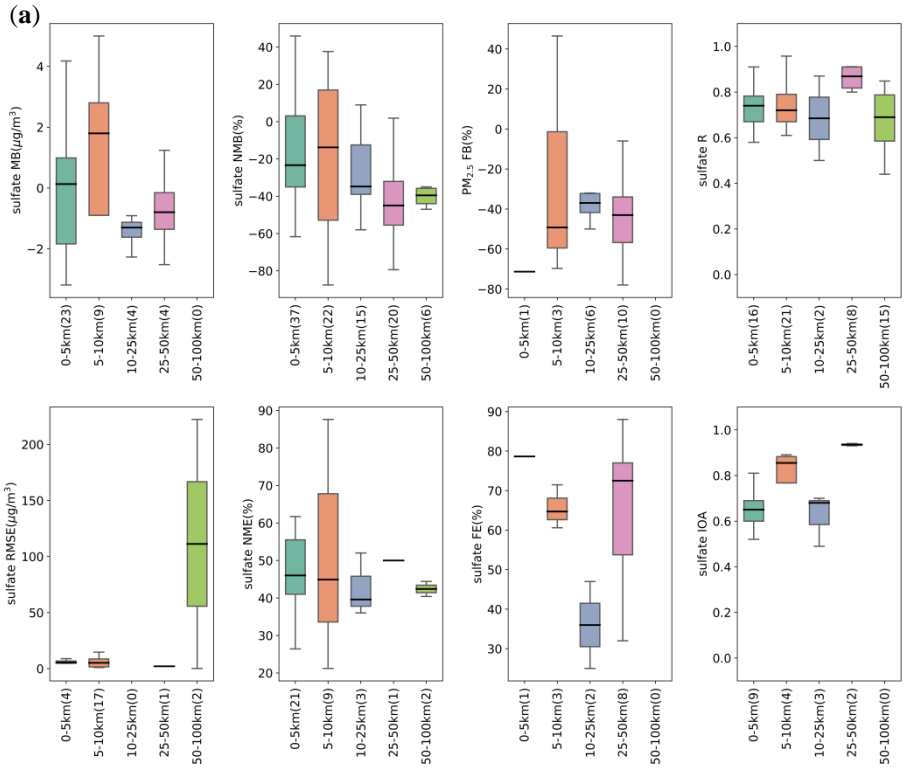 (a)
sulfate MB(μg/m³)
4
2
0
−2
0-5km(23)
5-10km(9)
10-25km(4)
25-50km(4)
50-100km(0)
sulfate NMB(%)
40
20
0
−20
−40
−60
−80
0-5km(37)
5-10km(22)
10-25km(15)
25-50km(20)
50-100km(6)
PM2.5 FB(%)
40
20
0
−20
−40
−60
−80
0-5km(1)
5-10km(3)
10-25km(6)
25-50km(10)
50-100km(0)
sulfate R
1.0
0.8
0.6
0.4
0.2
0.0
0-5km(16)
5-10km(21)
10-25km(2)
25-50km(8)
50-150km(15)
sulfate RMSE(μg/m³)
200
150
100
50
0
0-5km(4)
5-10km(17)
10-25km(0)
25-50km(1)
50-100km(2)
sulfate NME(%)
90
80
70
60
50
40
30
20
0-5km(21)
5-10km(9)
10-25km(3)
25-50km(1)
50-100km(2)
sulfate FE(%)
90
80
70
60
50
40
30
0-5km(1)
5-10km(3)
10-25km(2)
25-50km(8)
50-100km(0)
sulfate IOA
1.0
0.8
0.6
0.4
0.2
0.0
0-5km(9)
5-10km(4)
10-25km(3)
25-50km(2)
50-100km(0)